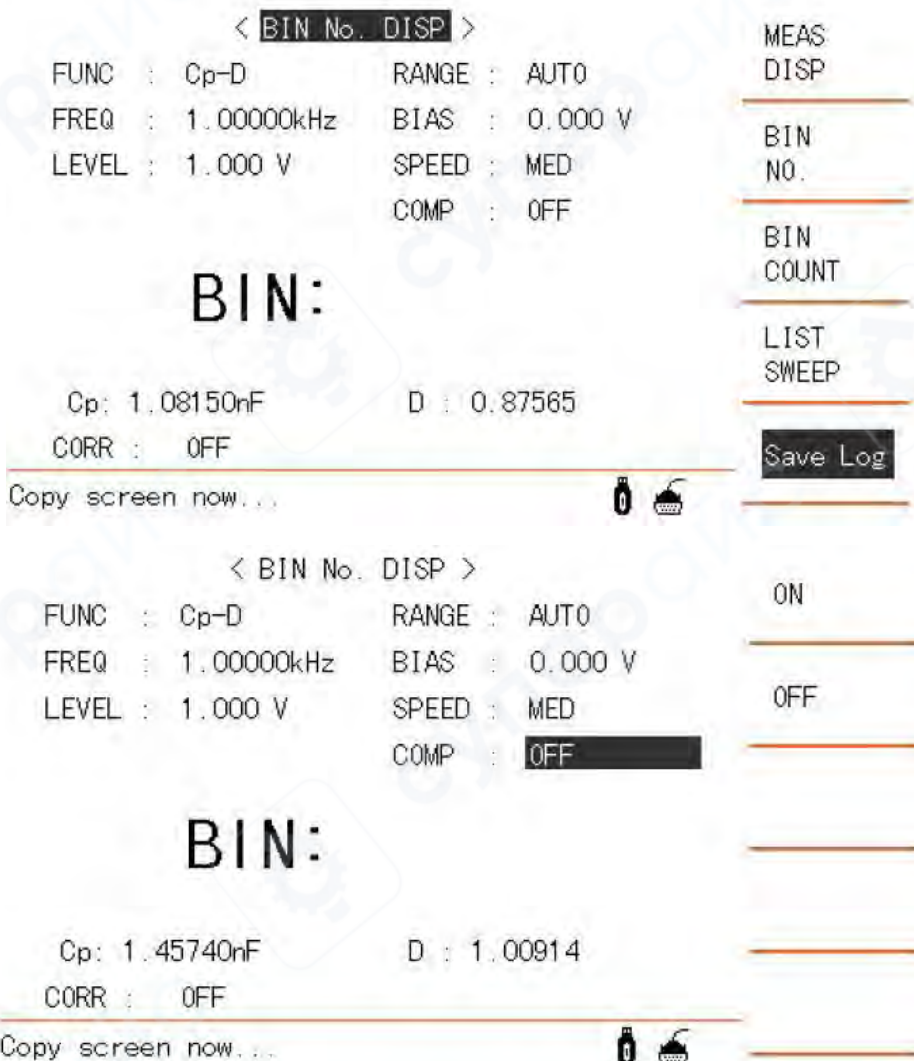 < BIN No. DISP >
FUNC : Cp-D RANGE : AUTO
FREQ : 1.00000kHz BIAS : 0.000 V
LEVEL : 1.000 V SPEED : MED
COMP : OFF
BIN:
Cp: 1.08150nF D : 0.87565
CORR : OFF
Copy screen now...
MEAS
DISP
BIN
NO.
BIN
COUNT
LIST
SWEEP
Save Log
< BIN No. DISP >
FUNC : Cp-D RANGE : AUTO
FREQ : 1.00000kHz BIAS : 0.000 V
LEVEL : 1.000 V SPEED : MED
COMP : OFF
BIN:
Cp: 1.45740nF D : 1.00914
CORR : OFF
Copy screen now...
ON
OFF